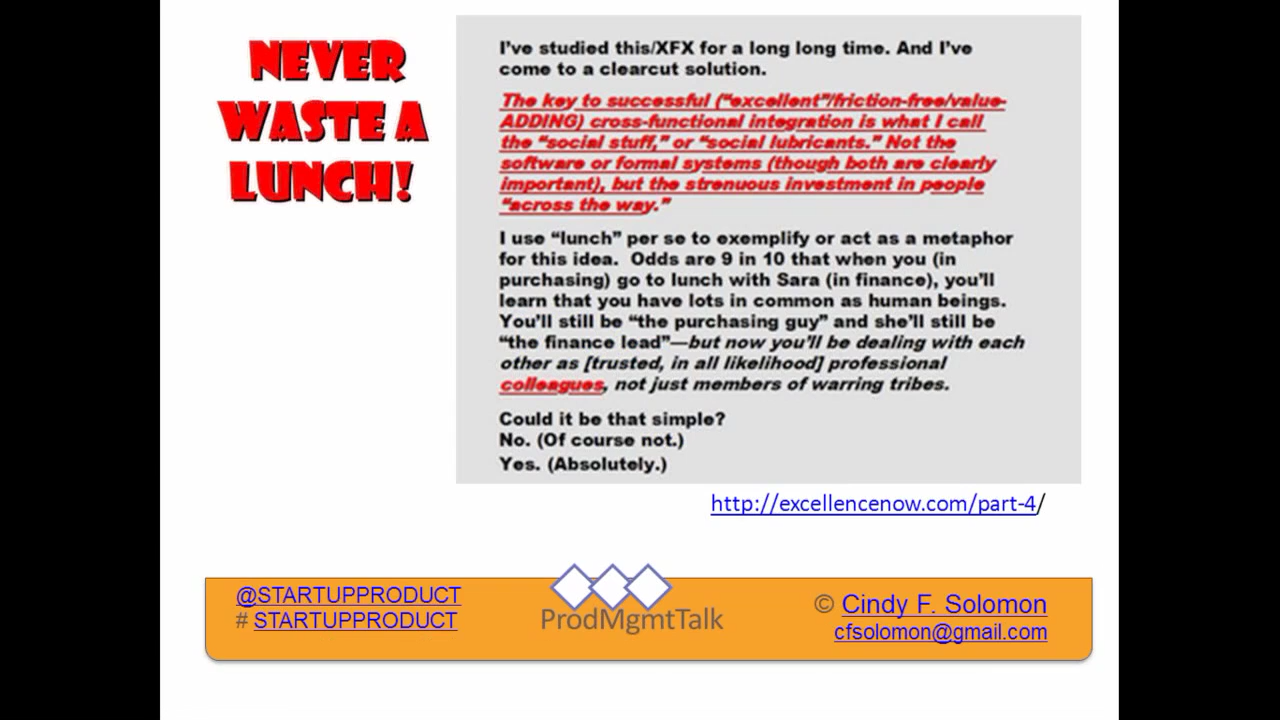 NEVER
WASTE A
LUNCH!
I've studied this/XFX for a long long time. And I've
come to a clearcut solution.
The key to successful ("excellent"/friction-free/value-
ADDING) cross-functional integration is what I call
the "social stuff," or "social lubricants." Not the
software or formal systems (though both are clearly
important), but the strenuous investment in people
"across the way."
I use "lunch" per se to exemplify or act as a metaphor
for this idea.  Odds are 9 in 10 that when you (in
purchasing) go to lunch with Sara (in finance), you'll
learn that you have lots in common as human beings.
You'll still be "the purchasing guy" and she'll still be
"the finance lead"—but now you'll be dealing with each
other as [trusted, in all likelihood] professional
colleagues, not just members of warring tribes.
Could it be that simple?
No. (Of course not.)
Yes. (Absolutely.)
http://excellencenow.com/part-4/
@STARTUPPRODUCT
# STARTUPPRODUCT
ProdMgmtTalk
© Cindy F. Solomon
cfsolomon@gmail.com